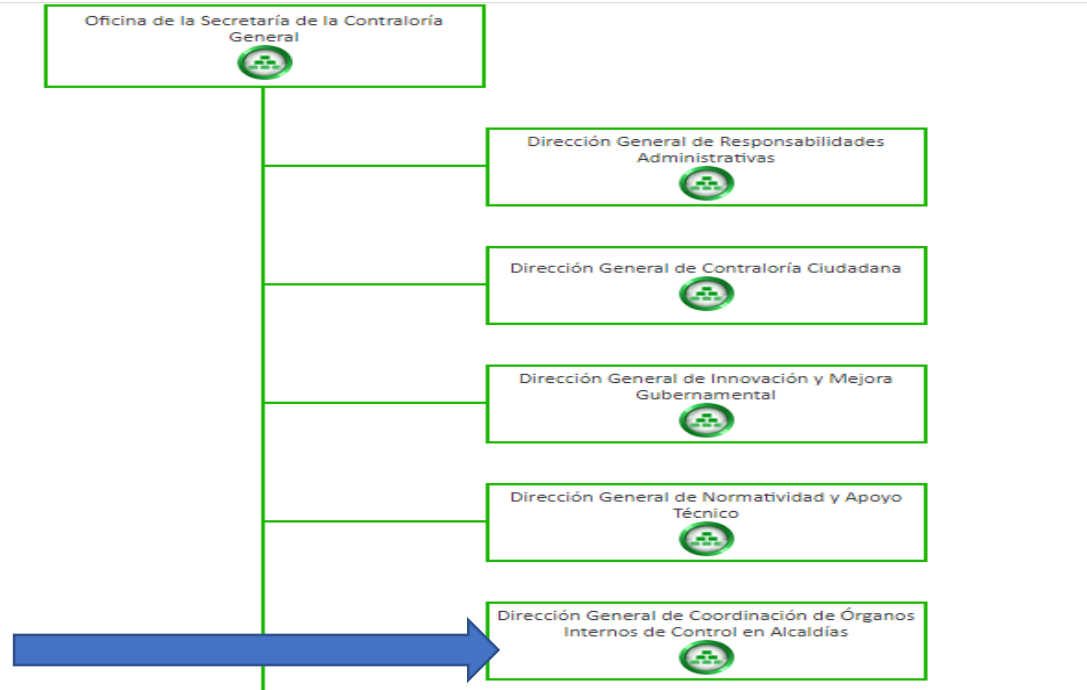 Oficina de la Secretaría de la Contraloría
General
Dirección General de Responsabilidades
Administrativas
Dirección General de Contraloría Ciudadana
Dirección General de Innovación y Mejora
Gubernamental
Dirección General de Normatividad y Apoyo
Técnico
Dirección General de Coordinación de Órganos
Internos de Control en Alcaldías